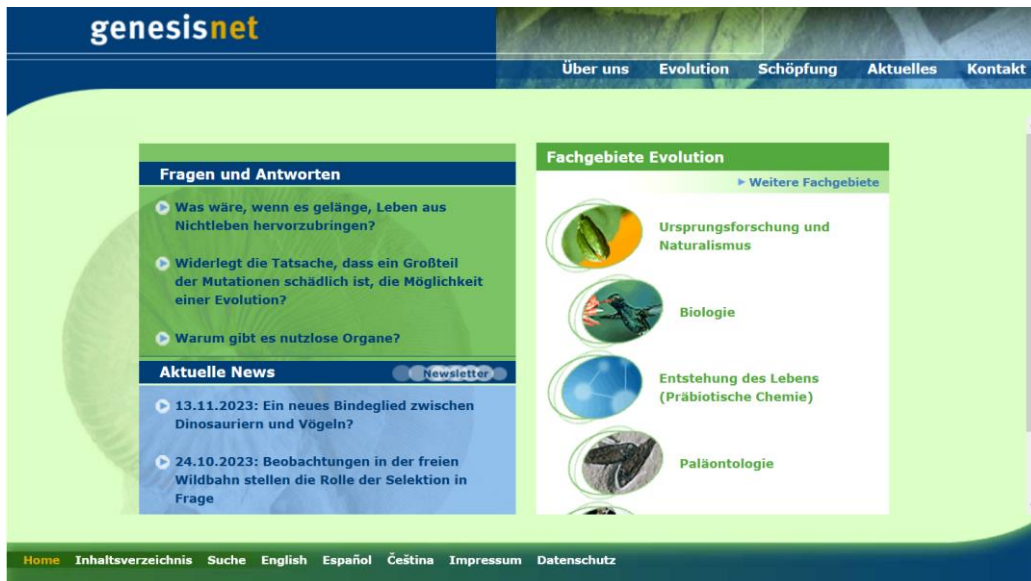 genesisnet
Über uns Evolution Schöpfung Aktuelles Kontakt
Fragen und Antworten
Was wäre, wenn es gelänge, Leben aus
Nichtleben hervorzubringen?
Widerlegt die Tatsache, dass ein Großteil
der Mutationen schädlich ist, die Möglichkeit
einer Evolution?
Warum gibt es nutzlose Organe?
Aktuelle News Newsletter
13.11.2023: Ein neues Bindeglied zwischen
Dinosauriern und Vögeln?
24.10.2023: Beobachtungen in der freien
Wildbahn stellen die Rolle der Selektion in
Frage
Fachgebiete Evolution
Weitere Fachgebiete
Ursprungsforschung und
Naturalismus
Biologie
Entstehung des Lebens
(Präbiotische Chemie)
Paläontologie
Home Inhaltsverzeichnis Suche English Español Čeština Impressum Datenschutz